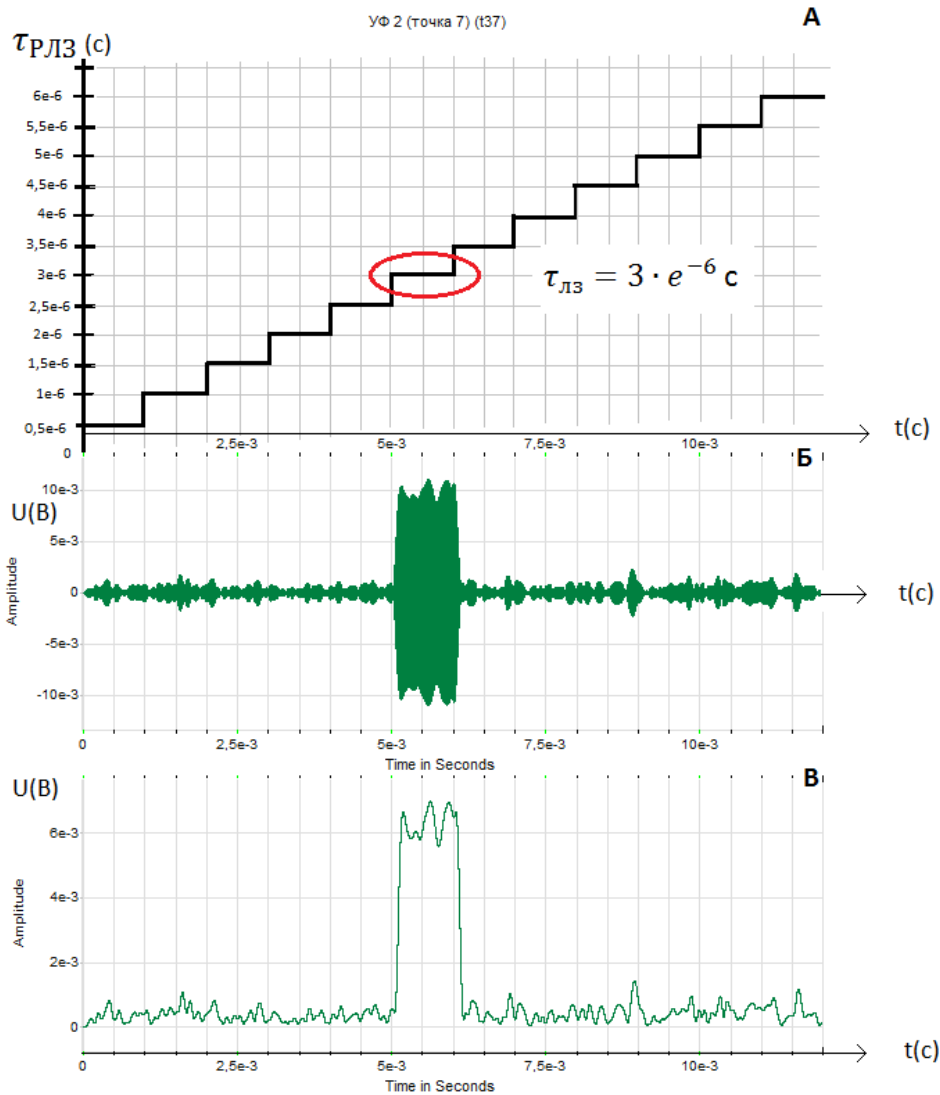 УФ 2 (точка 7) (t37)
А
τРЛЗ (с)
6e-6
5,5e-6
5e-6
4,5e-6
4e-6
3,5e-6
3e-6
2,5e-6
2e-6
1,5e-6
1e-6
0,5e-6
0
τлз = 3 · e⁻⁶ с
2,5e-3
5e-3
7,5e-3
10e-3
t(с)
Б
U(В)
Amplitude
10e-3
5e-3
0
-5e-3
-10e-3
t(с)
0
2,5e-3
5e-3
7,5e-3
10e-3
Time in Seconds
U(В)
В
Amplitude
6e-3
4e-3
2e-3
0
t(с)
0
2,5e-3
5e-3
7,5e-3
10e-3
Time in Seconds